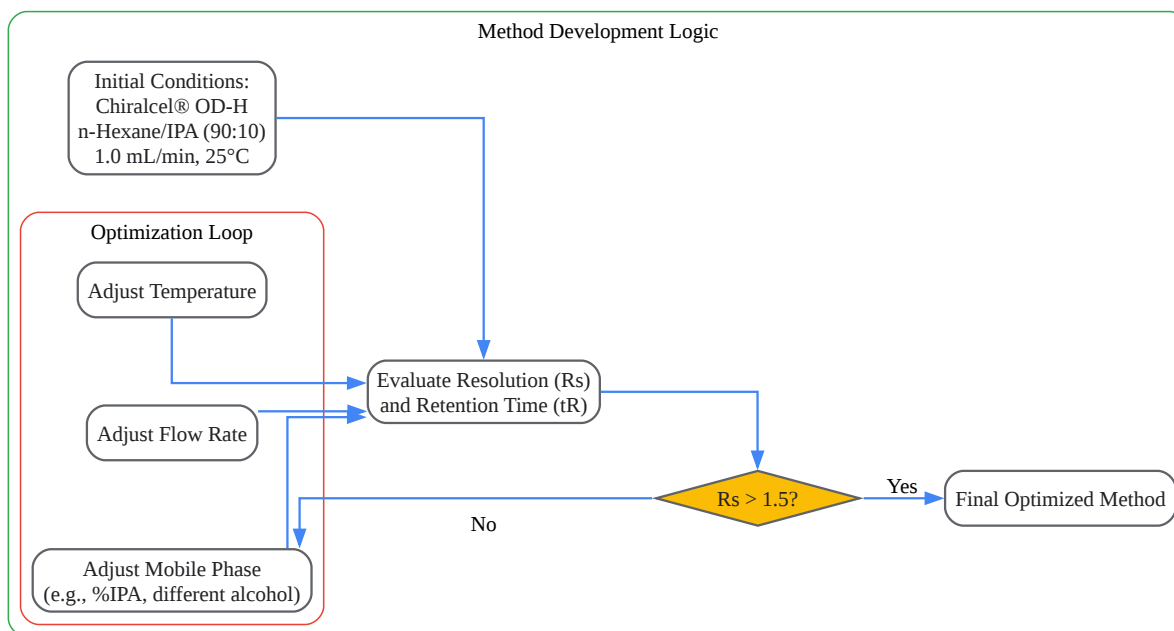 Method Development Logic
Initial Conditions:
Chiralcel® OD-H
n-Hexane/IPA (90:10)
1.0 mL/min, 25°C
Optimization Loop
Adjust Temperature
Evaluate Resolution (Rs)
and Retention Time (tR)
Adjust Flow Rate
Rs > 1.5?
Yes
Final Optimized Method
No
Adjust Mobile Phase
(e.g., %IPA, different alcohol)